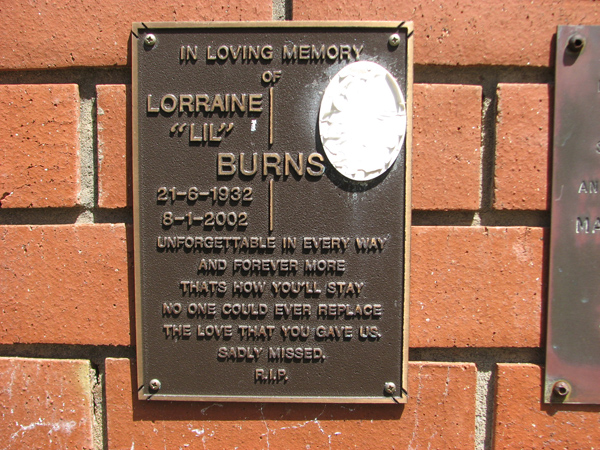 IN LOVING MEMORY
OF
LORRAINE
"LIL"
BURNS
21-6-1932
8-1-2002
UNFORGETTABLE IN EVERY WAY
AND FOREVER MORE
THATS HOW YOU'LL STAY
NO ONE COULD EVER REPLACE
THE LOVE THAT YOU GAVE US.
SADLY MISSED.
R.I.P.
AN
MA